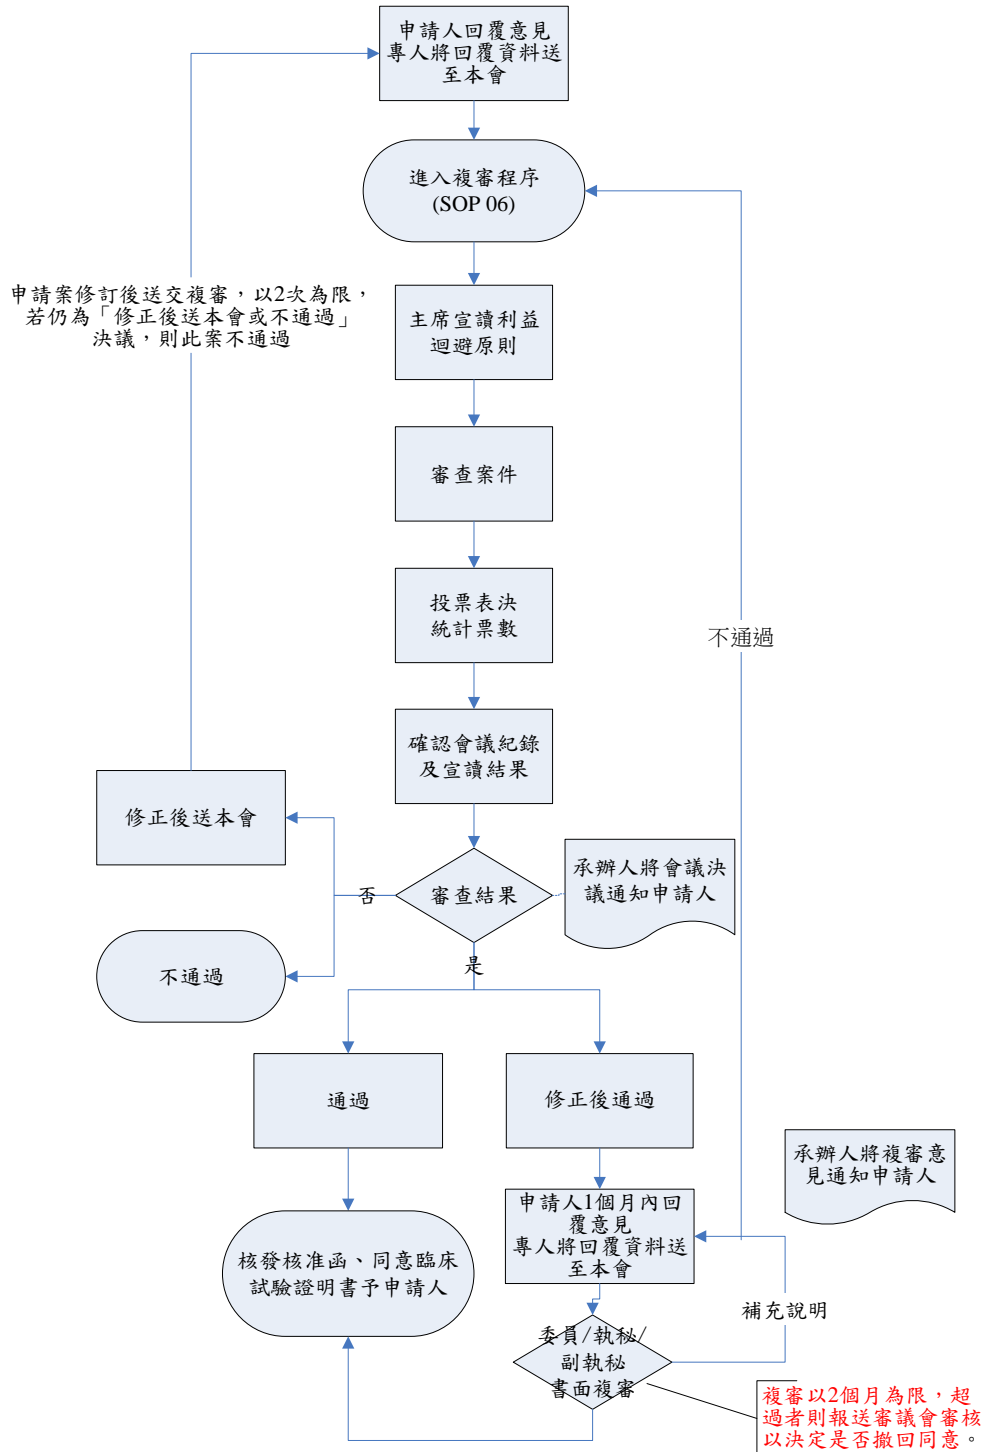 申請人回覆意見
專人將回覆資料送
至本會
進入複審程序
(SOP 06)
申請案修訂後送交複審，以2次為限，
若仍為「修正後送本會或不通過」
決議，則此案不通過
主席宣讀利益
迴避原則
審查案件
投票表決
統計票數
不通過
確認會議紀錄
及宣讀結果
修正後送本會
否
審查結果
承辦人將會議決
議通知申請人
不通過
是
通過
修正後通過
承辦人將複審意
見通知申請人
申請人1個月內回
覆意見
專人將回覆資料送
至本會
核發核准函、同意臨床
試驗證明書予申請人
補充說明
委員/執秘/
副執秘
書面複審
複審以2個月為限，超
過者則報送審議會審核
以決定是否撤回同意。